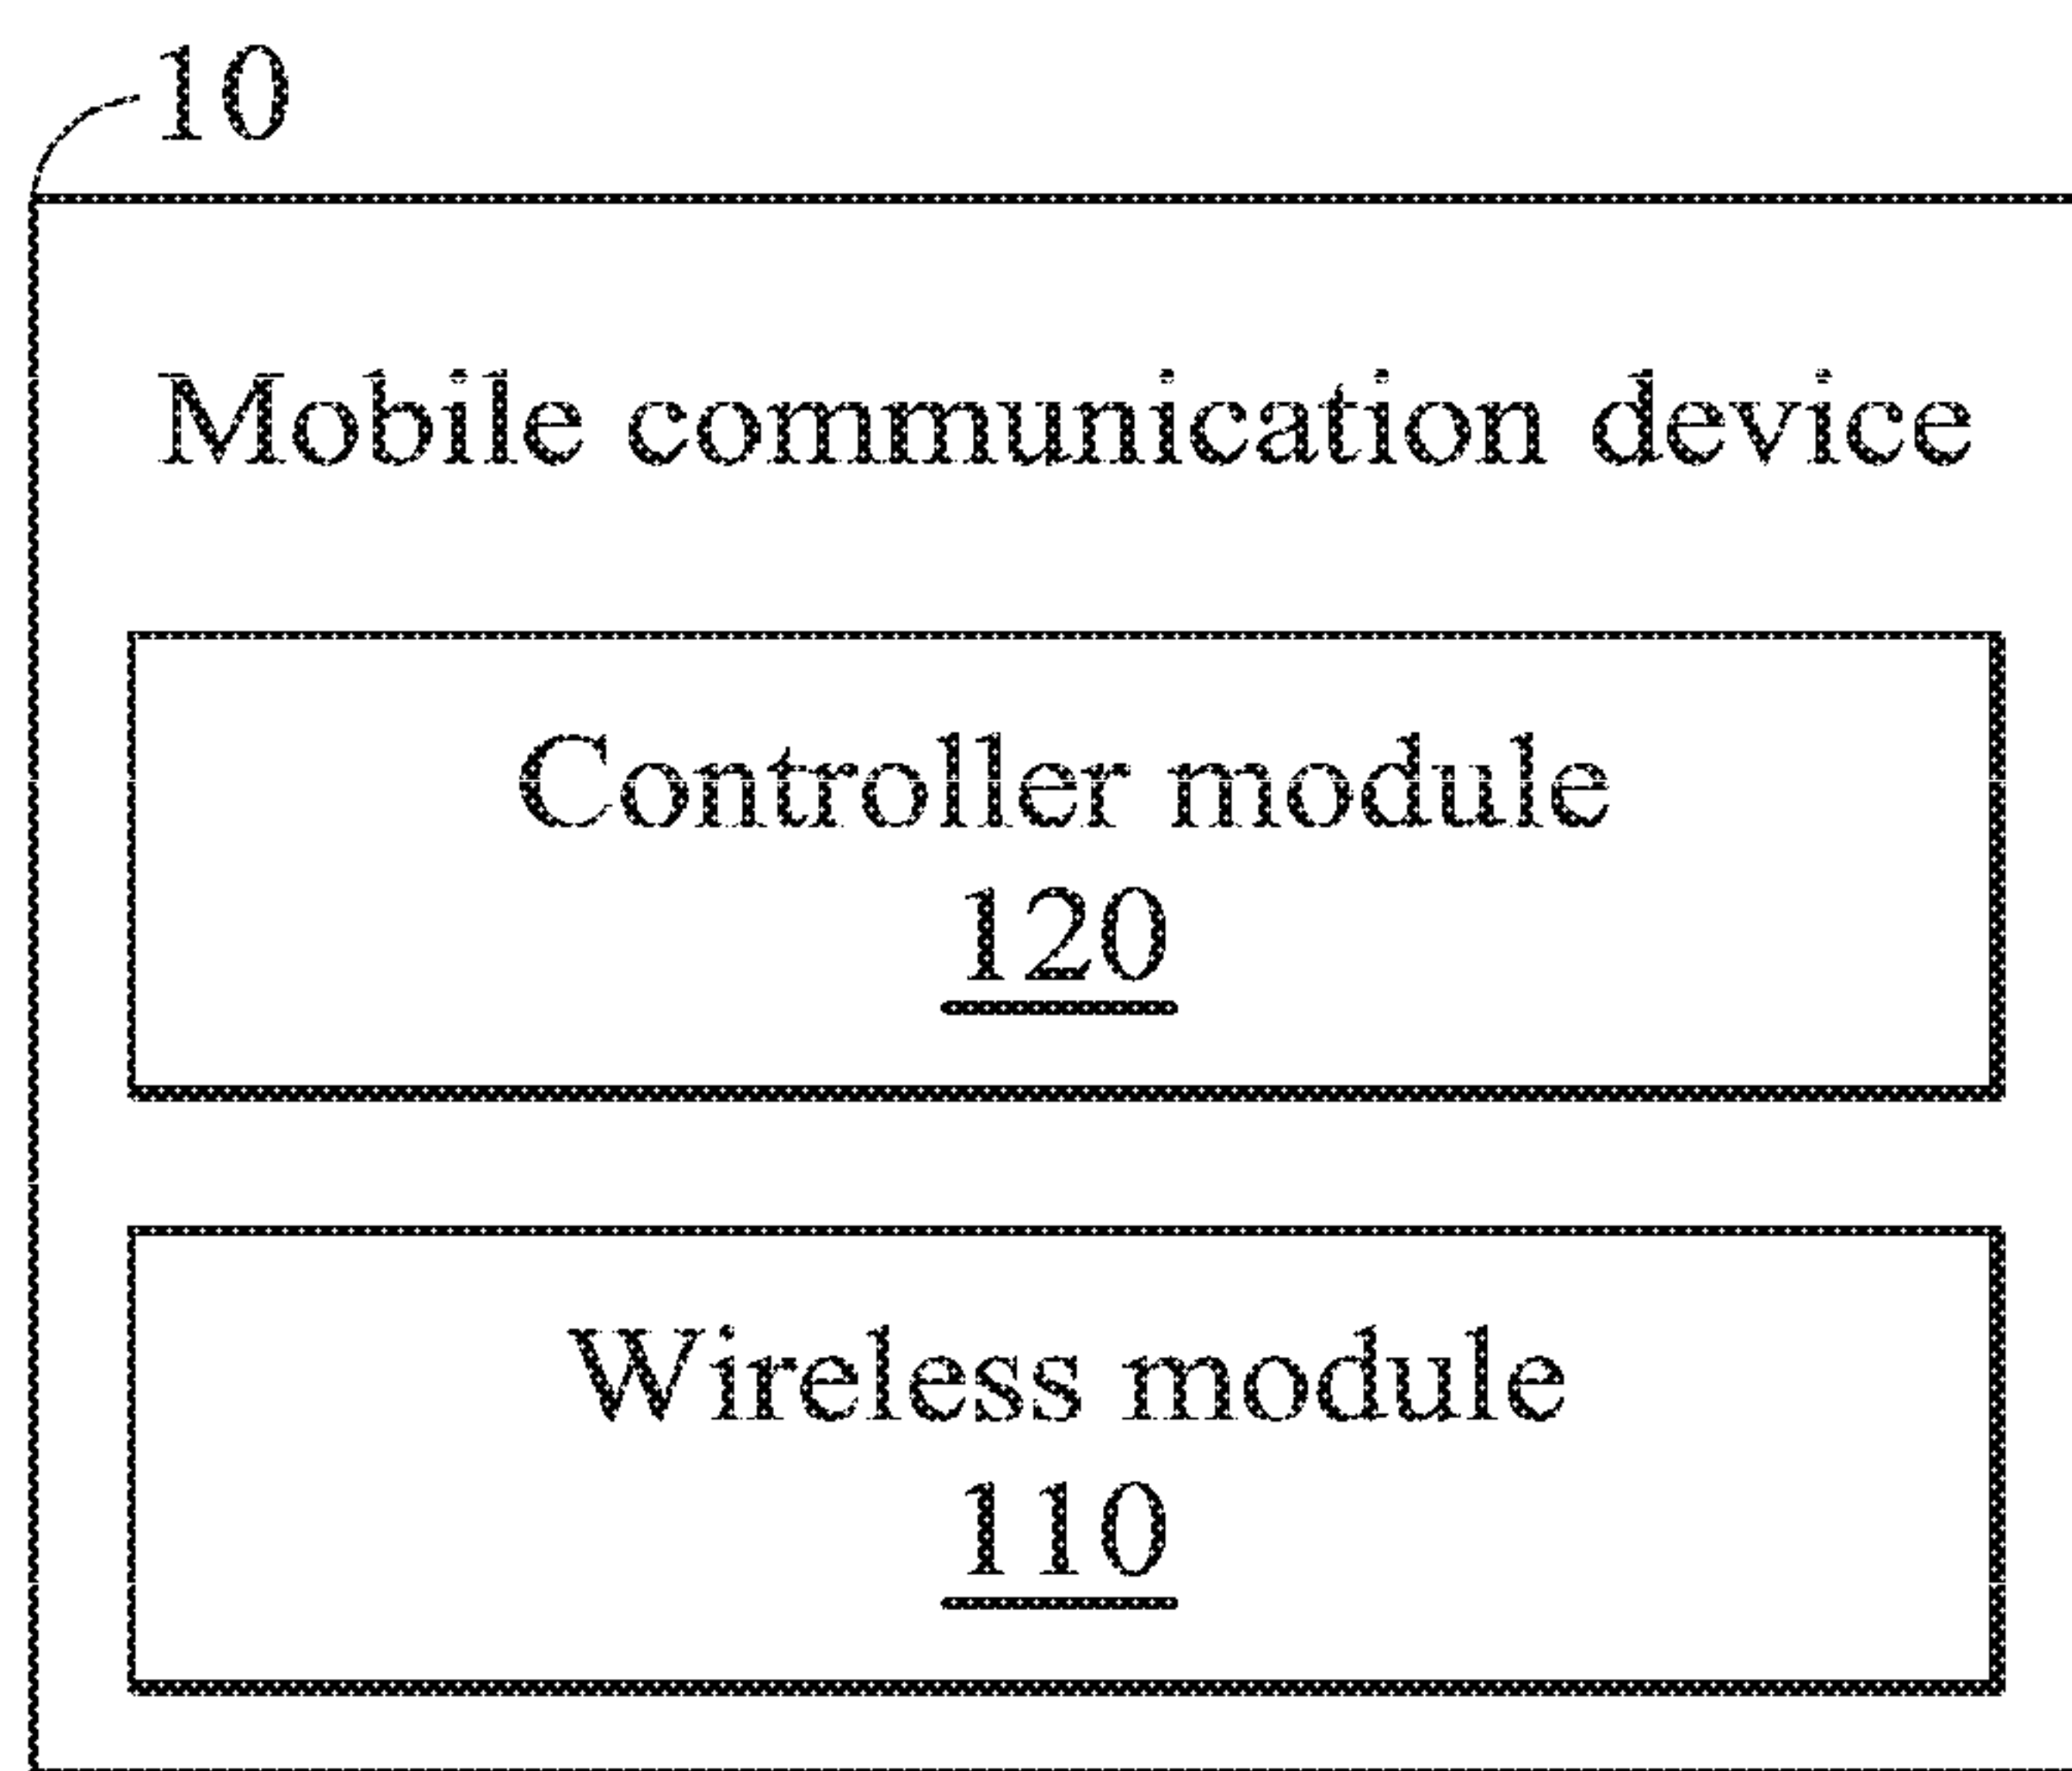 10
Mobile communication device
Controller module
120
Wireless module
110